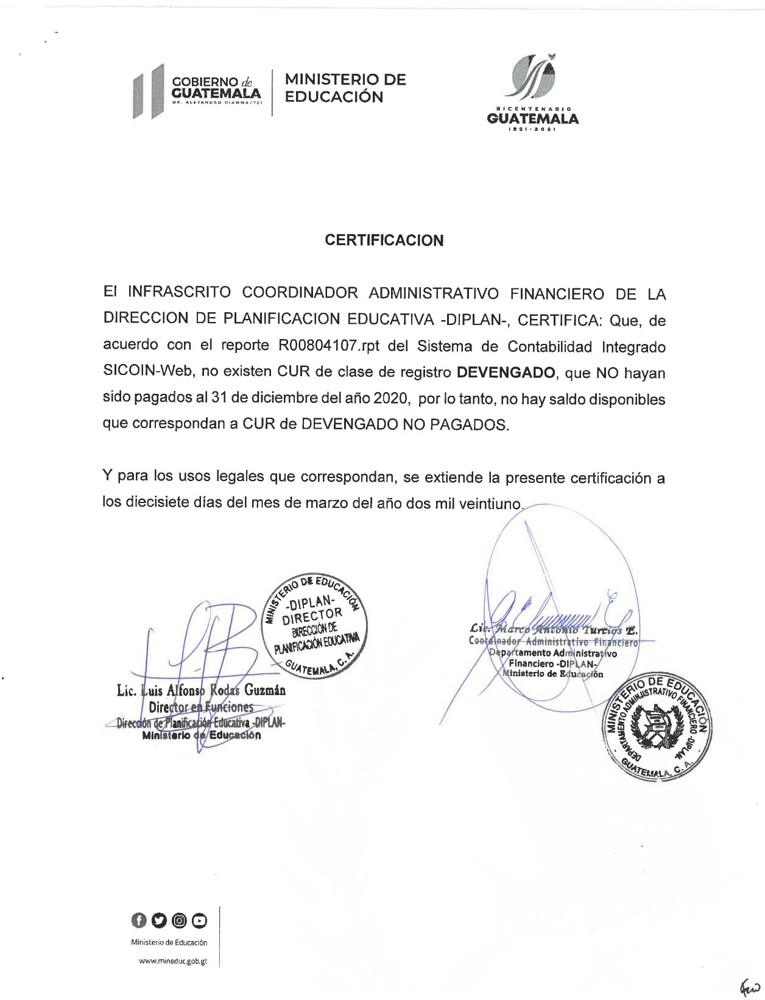 GOBIERNO de
GUATEMALA
DR. ALEJANDRO GIAMMATTEI
MINISTERIO DE
EDUCACIÓN
BICENTENARIO
GUATEMALA
1821-2021
CERTIFICACION
El INFRASCRITO COORDINADOR ADMINISTRATIVO FINANCIERO DE LA
DIRECCION DE PLANIFICACION EDUCATIVA -DIPLAN-, CERTIFICA: Que, de
acuerdo con el reporte R00804107.rpt del Sistema de Contabilidad Integrado
SICOIN-Web, no existen CUR de clase de registro DEVENGADO, que NO hayan
sido pagados al 31 de diciembre del año 2020, por lo tanto, no hay saldo disponibles
que correspondan a CUR de DEVENGADO NO PAGADOS.
Y para los usos legales que correspondan, se extiende la presente certificación a
los diecisiete días del mes de marzo del año dos mil veintiuno.
MINISTERIO DE EDUCACIÓN
-DIPLAN-
DIRECTOR
DIRECCIÓN DE
PLANIFICACIÓN EDUCATIVA
GUATEMALA, C. A.
Lic. Luis Alfonso Rodas Guzmán
Director en Funciones
Dirección de Planificación Educativa -DIPLAN-
Ministerio de Educación
Lic. Marco Antonio Turcios E.
Coordinador Administrativo Financiero
Departamento Administrativo
Financiero -DIPLAN-
Ministerio de Educación
MINISTERIO DE EDUCACIÓN
DEPARTAMENTO ADMINISTRATIVO FINANCIERO -DIPLAN-
GUATEMALA, C. A.
Ministerio de Educación
www.mineduc.gob.gt